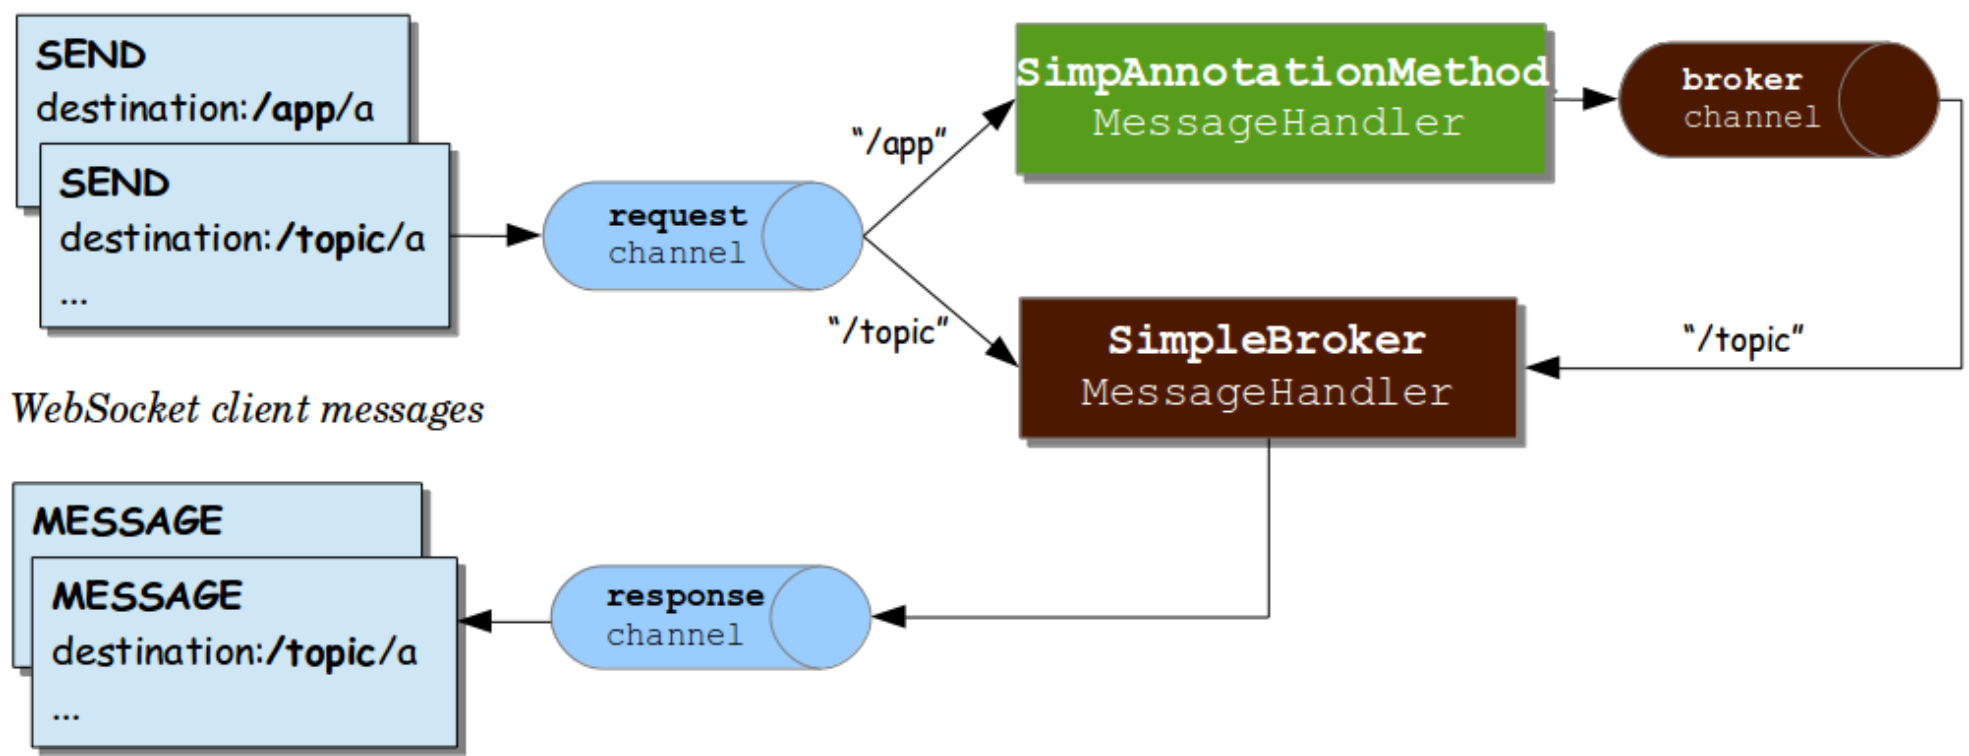 SEND
destination:/app/a
SEND
destination:/topic/a
...
request
channel
“/app”
“/topic”
SimpAnnotationMethod
MessageHandler
broker
channel
SimpleBroker
MessageHandler
“/topic”
WebSocket client messages
MESSAGE
MESSAGE
destination:/topic/a
...
response
channel